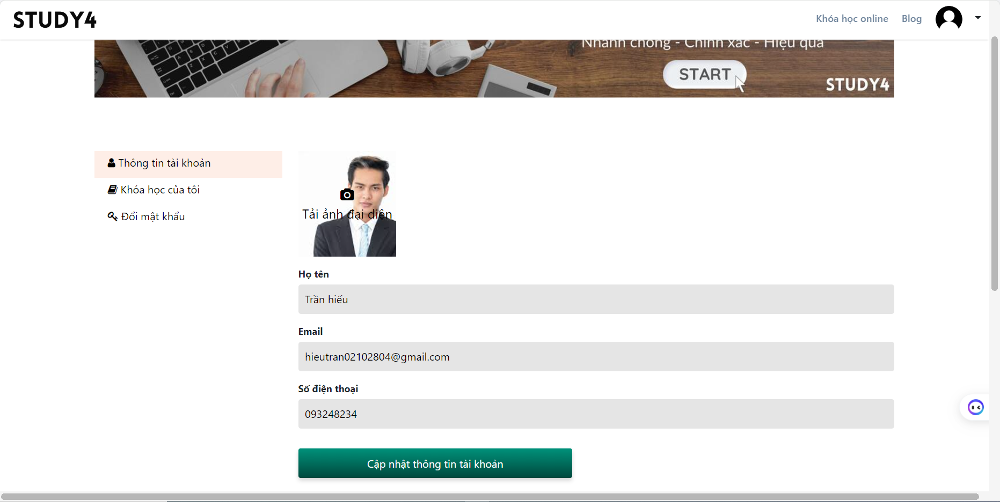 STUDY4
Khóa học online
Blog
Nhanh chóng - Chính xác - Hiệu quả
START
STUDY4
Thông tin tài khoản
Khóa học của tôi
Đổi mật khẩu
Tải ảnh đại diện
Họ tên
Trần hiếu
Email
hieutran02102804@gmail.com
Số điện thoại
093248234
Cập nhật thông tin tài khoản